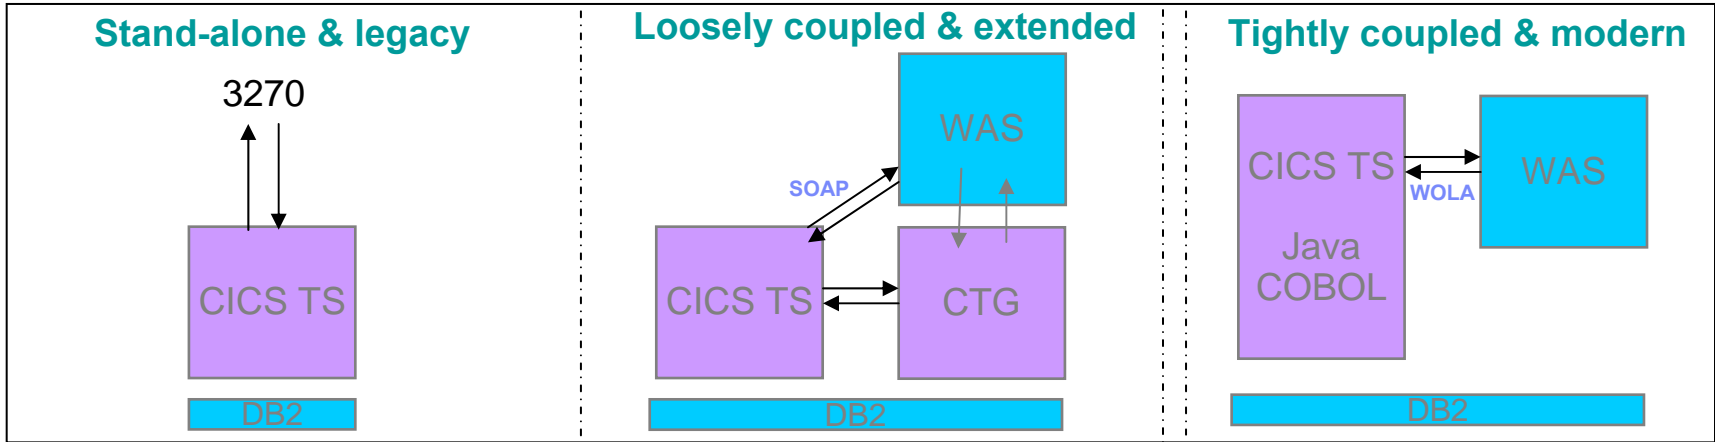 Stand-alone & legacy
3270
CICS TS
DB2
Loosely coupled & extended
WAS
SOAP
CICS TS
CTG
DB2
Tightly coupled & modern
CICS TS
WAS
WOLA
Java
COBOL
DB2